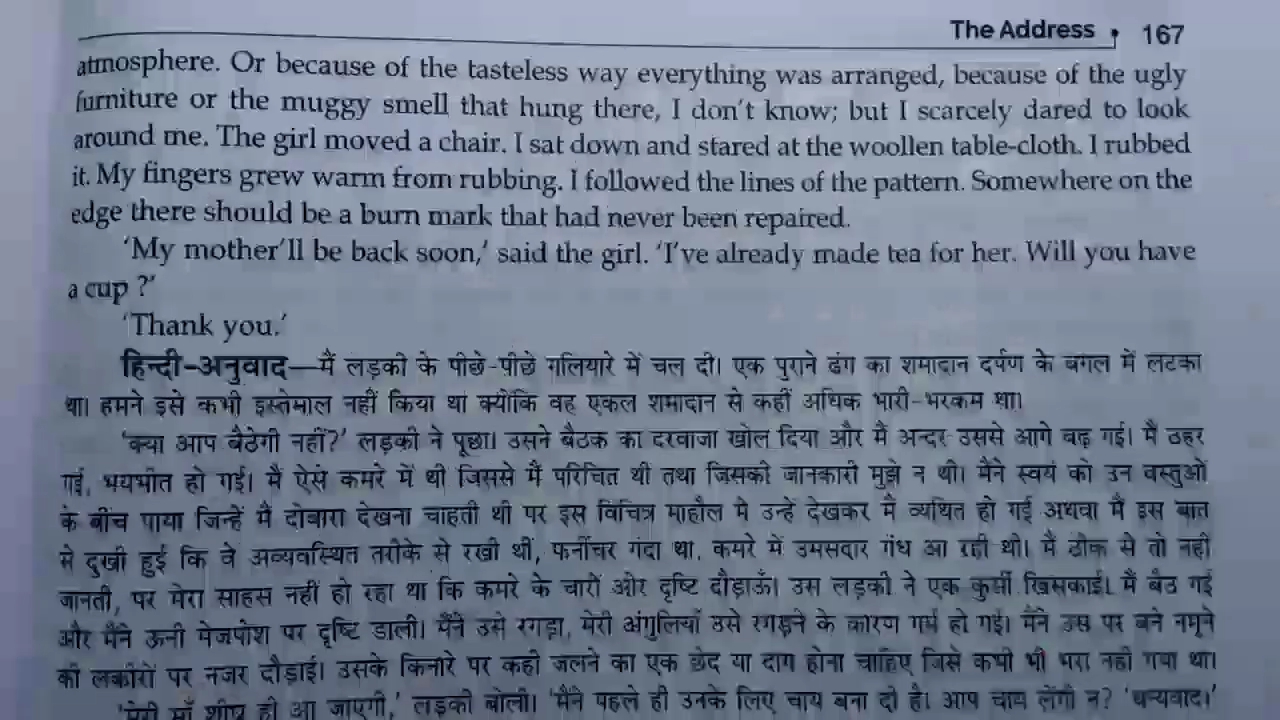 The Address 167
atmosphere. Or because of the tasteless way everything was arranged, because of the ugly
furniture or the muggy smell that hung there, I don't know; but I scarcely dared to look
around me. The girl moved a chair. I sat down and stared at the woollen table-cloth. I rubbed
it. My fingers grew warm from rubbing. I followed the lines of the pattern. Somewhere on the
edge there should be a burn mark that had never been repaired.
'My mother'll be back soon,' said the girl. 'I've already made tea for her. Will you have
a cup ?'
'Thank you.'
हिन्दी-अनुवाद—मैं लड़की के पीछे-पीछे गलियारे में चल दी। एक पुराने ढंग का शमादान दर्पण के बगल में लटका
था। हमने इसे कभी इस्तेमाल नहीं किया था क्योंकि वह एकल शमादान से कहीं अधिक भारी-भरकम था।
'क्या आप बैठेगी नहीं?' लड़की ने पूछा। उसने बैठक का दरवाजा खोल दिया और मैं अन्दर उससे आगे बढ़ गई। मैं ठहर
गई, भयभीत हो गई। मैं ऐसे कमरे में थी जिससे मैं परिचित थी तथा जिसकी जानकारी मुझे न थी। मैंने स्वयं को उन वस्तुओं
के बीच पाया जिन्हें मैं दोबारा देखना चाहती थी पर इस विचित्र माहौल में उन्हें देखकर मैं व्यथित हो गई अथवा मैं इस बात
से दुखी हुई कि वे अव्यवस्थित तरीके से रखी थीं, फर्नीचर गंदा था, कमरे में उमसदार गंध आ रही थी। मैं ठीक से तो नहीं
जानती, पर मेरा साहस नहीं हो रहा था कि कमरे के चारों ओर दृष्टि दौड़ाऊँ। उस लड़की ने एक कुर्सी खिसकाई। मैं बैठ गई
और मैंने ऊनी मेजपोश पर दृष्टि डाली। मैंने उसे रगड़ा, मेरी अंगुलियाँ उसे रगड़ने के कारण गर्म हो गई। मैंने उस पर बने नमूने
की लकीरों पर नजर दौड़ाई। उसके किनारे पर कहीं जलने का एक छेद या दाग होना चाहिए जिसे कभी भी भरा नहीं गया था।
'मेरी माँ शीघ्र ही आ जाएगी,' लड़की बोली। 'मैंने पहले ही उनके लिए चाय बना दी है। आप चाय लेंगी न? 'धन्यवाद।'